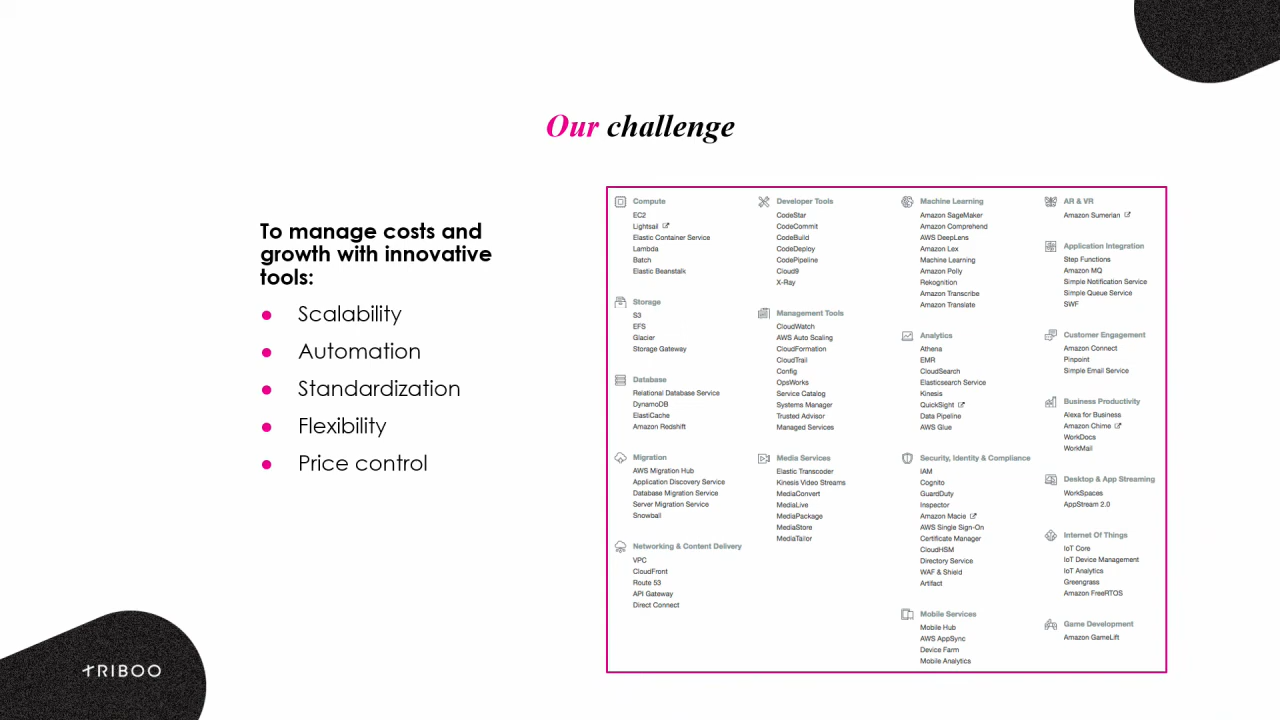 Our challenge
To manage costs and
growth with innovative
tools:
Scalability
Automation
Standardization
Flexibility
Price control
Compute
EC2
Lightsail
Elastic Container Service
Lambda
Batch
Elastic Beanstalk
Storage
S3
EFS
Glacier
Storage Gateway
Database
Relational Database Service
DynamoDB
ElastiCache
Amazon Redshift
Migration
AWS Migration Hub
Application Discovery Service
Database Migration Service
Server Migration Service
Snowball
Networking & Content Delivery
VPC
CloudFront
Route 53
API Gateway
Direct Connect
Developer Tools
CodeStar
CodeCommit
CodeBuild
CodeDeploy
CodePipeline
Cloud9
X-Ray
Management Tools
CloudWatch
AWS Auto Scaling
CloudFormation
CloudTrail
Config
OpsWorks
Service Catalog
Systems Manager
Trusted Advisor
Managed Services
Media Services
Elastic Transcoder
Kinesis Video Streams
MediaConvert
MediaLive
MediaPackage
MediaStore
MediaTailor
Machine Learning
Amazon SageMaker
Amazon Comprehend
AWS DeepLens
Amazon Lex
Machine Learning
Amazon Polly
Rekognition
Amazon Transcribe
Amazon Translate
Analytics
Athena
EMR
CloudSearch
Elasticsearch Service
Kinesis
QuickSight
Data Pipeline
AWS Glue
Security, Identity & Compliance
IAM
Cognito
GuardDuty
Inspector
Amazon Macie
AWS Single Sign-On
Certificate Manager
CloudHSM
Directory Service
WAF & Shield
Artifact
Mobile Services
Mobile Hub
AWS AppSync
Device Farm
Mobile Analytics
AR & VR
Amazon Sumerian
Application Integration
Step Functions
Amazon MQ
Simple Notification Service
Simple Queue Service
SWF
Customer Engagement
Amazon Connect
Pinpoint
Simple Email Service
Business Productivity
Alexa for Business
Amazon Chime
WorkDocs
WorkMail
Desktop & App Streaming
WorkSpaces
AppStream 2.0
Internet Of Things
IoT Core
IoT Device Management
IoT Analytics
Greengrass
Amazon FreeRTOS
Game Development
Amazon GameLift
TRIBOO